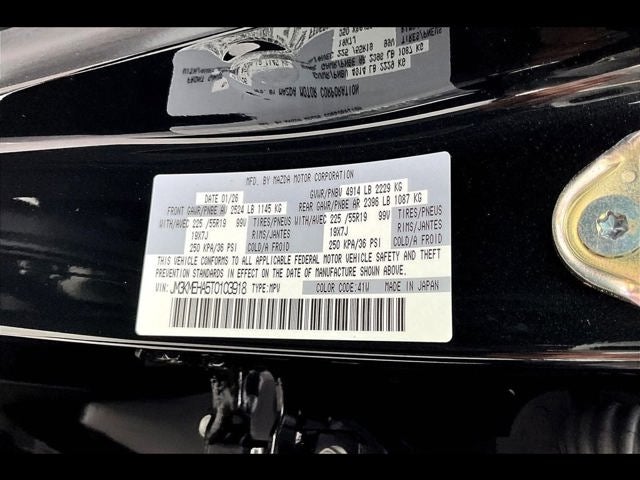 MFD. BY MAZDA MOTOR CORPORATION
DATE 01/26 GVWR/PNBV 4914 LB 2229 KG
FRONT GAWR/PNBE AV 2524 LB 1145 KG REAR GAWR/PNBE AR 2396 LB 1087 KG
WITH/AVEC 225 /55R19 99V TIRES/PNEUS WITH/AVEC 225 /55R19 99V TIRES/PNEUS
19X7J RIMS/JANTES 19X7J RIMS/JANTES
250 KPA/36 PSI COLD/A FROID 250 KPA/36 PSI COLD/A FROID
THIS VEHICLE CONFORMS TO ALL APPLICABLE FEDERAL MOTOR VEHICLE SAFETY AND THEFT
PREVENTION STANDARDS IN EFFECT ON THE DATE OF MANUFACTURE SHOWN ABOVE.
VIN: JM3KMEHA5T0103918 TYPE:MPV COLOR CODE:41W MADE IN JAPAN